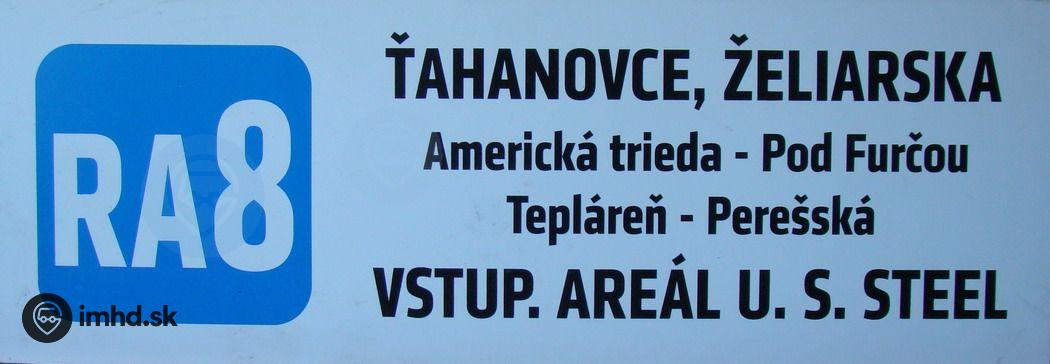 RA8
ŤAHANOVCE, ŽELIARSKA
Americká trieda - Pod Furčou
Tepláreň - Perešská
VSTUP. AREÁL U. S. STEEL
imhd.sk